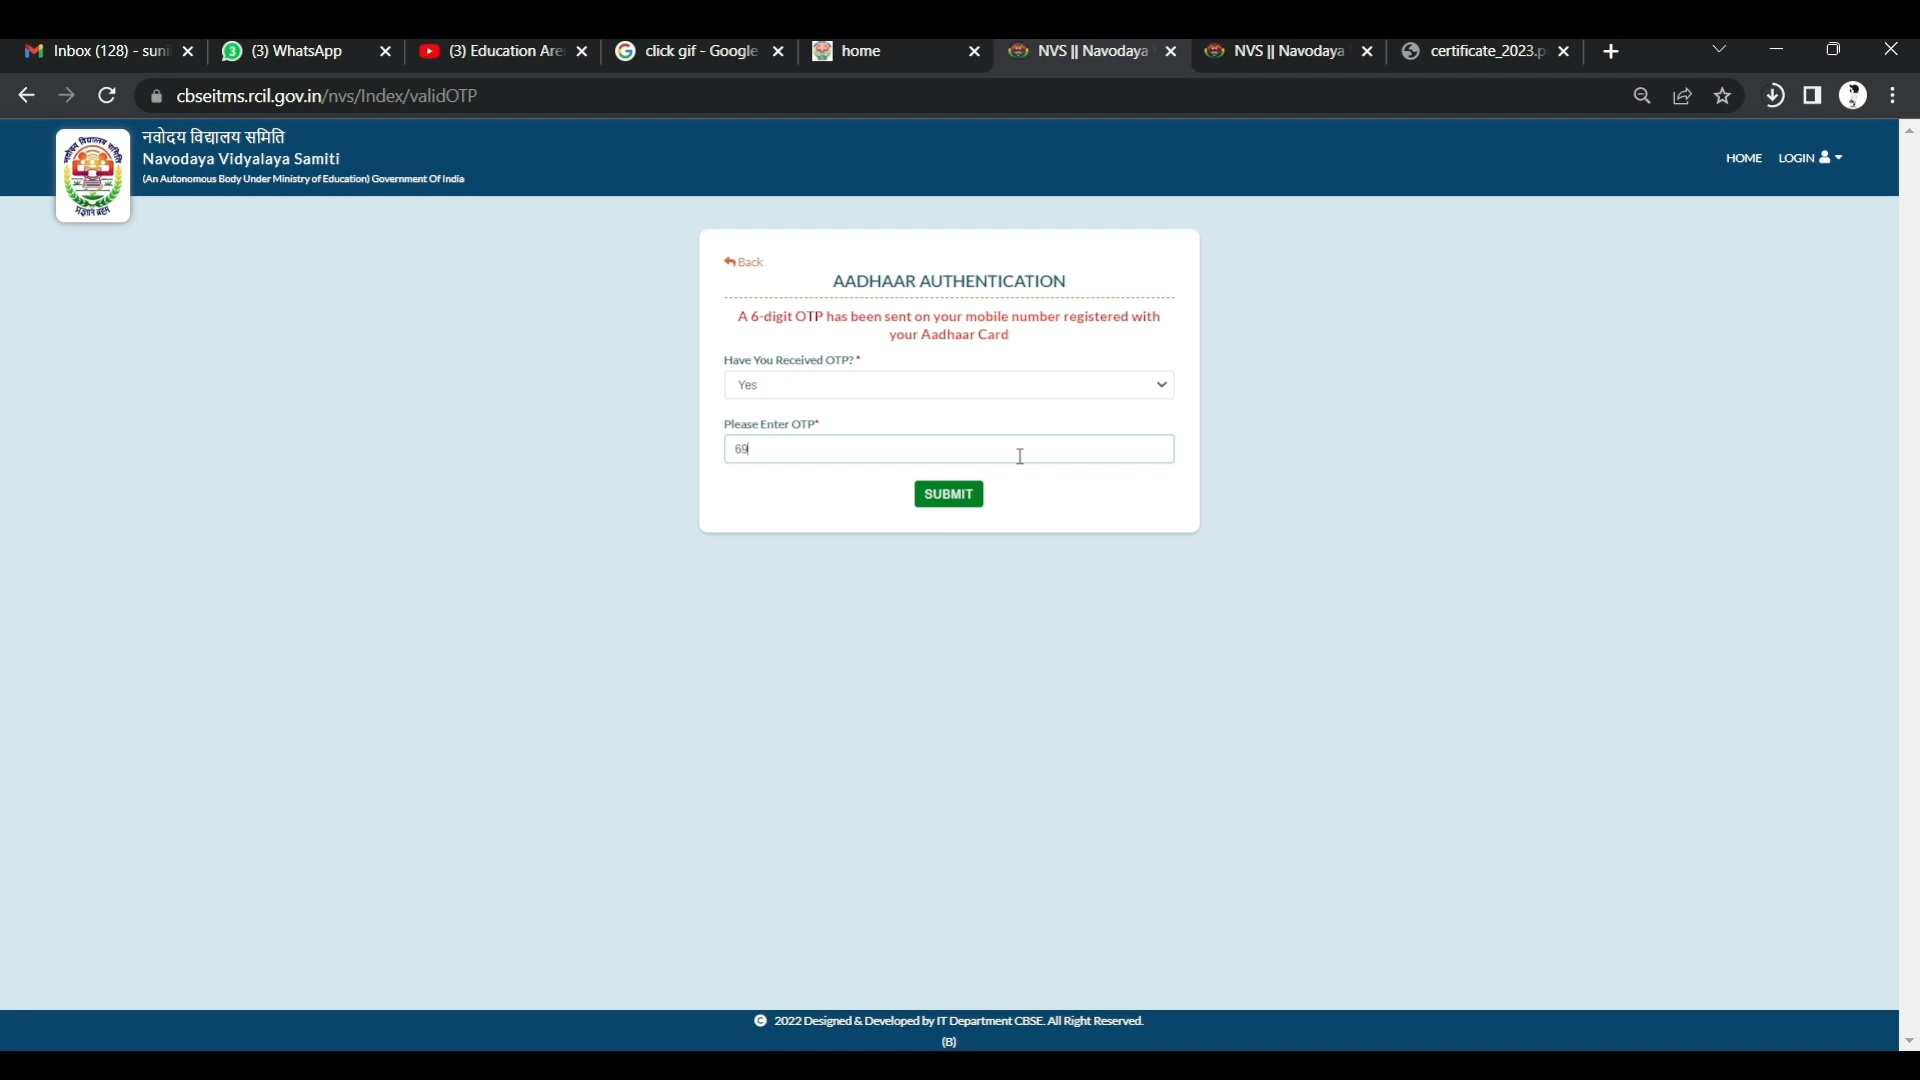 Inbox (128) - suni
(3) WhatsApp
(3) Education Are
click gif - Google
home
NVS || Navodaya
NVS || Navodaya
certificate_2023.p
cbseitms.rcil.gov.in/nvs/Index/validOTP
नवोदय विद्यालय समिति
Navodaya Vidyalaya Samiti
(An Autonomous Body Under Ministry of Education) Government Of India
HOME LOGIN
Back
AADHAAR AUTHENTICATION
A 6-digit OTP has been sent on your mobile number registered with
your Aadhaar Card
Have You Received OTP? *
Yes
Please Enter OTP*
69
SUBMIT
© 2022 Designed & Developed by IT Department CBSE. All Right Reserved.
(B)